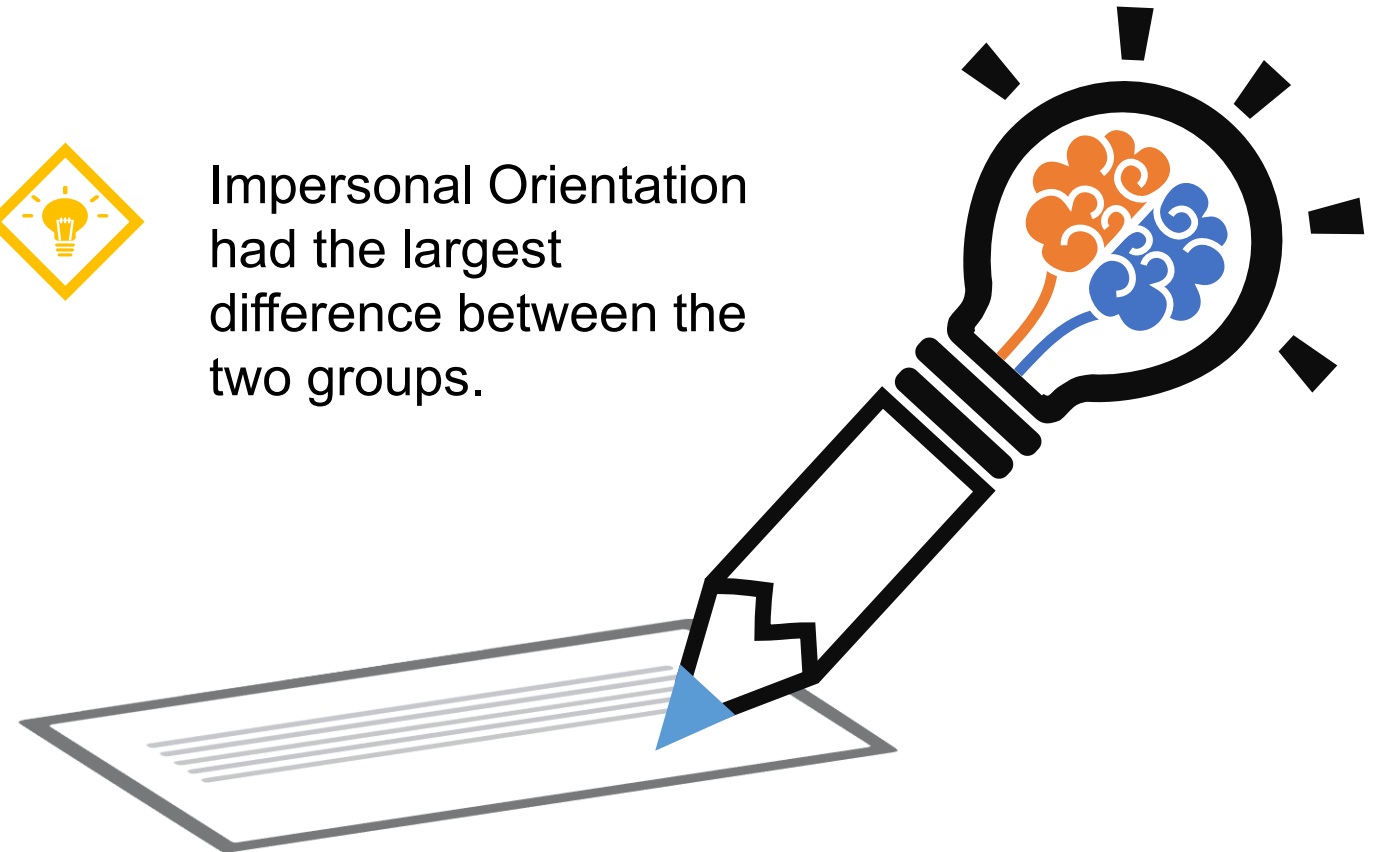 Impersonal Orientation
had the largest
difference between the
two groups.